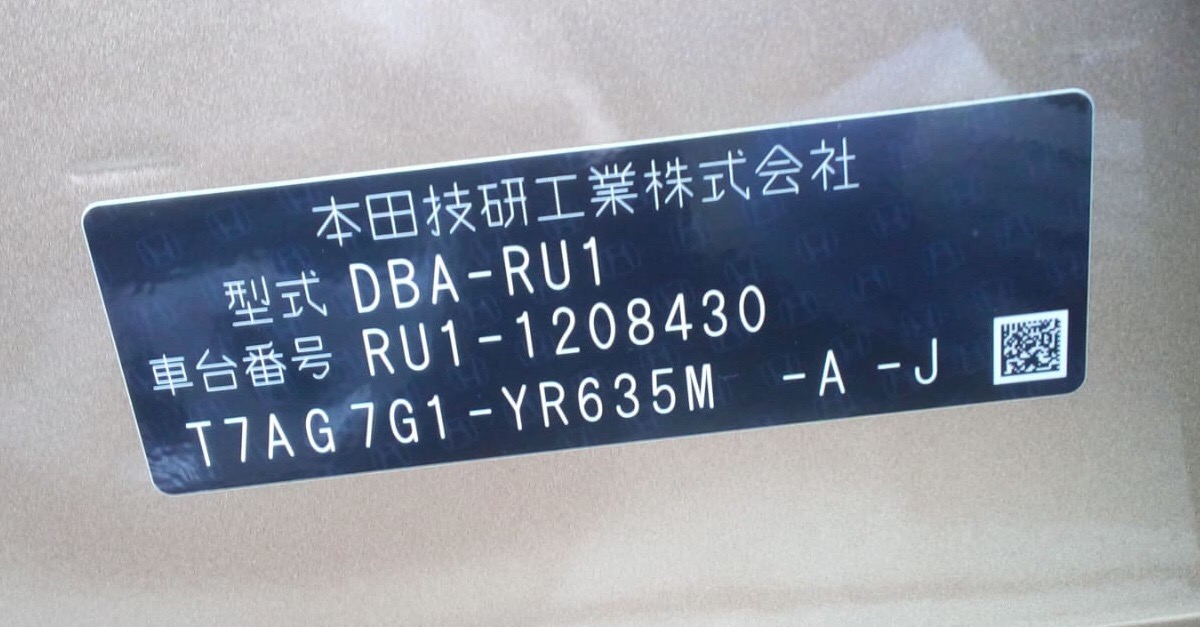 本田技研工業株式会社
型式 DBA-RU1
車台番号 RU1-1208430
T7AG7G1-YR635M -A -J